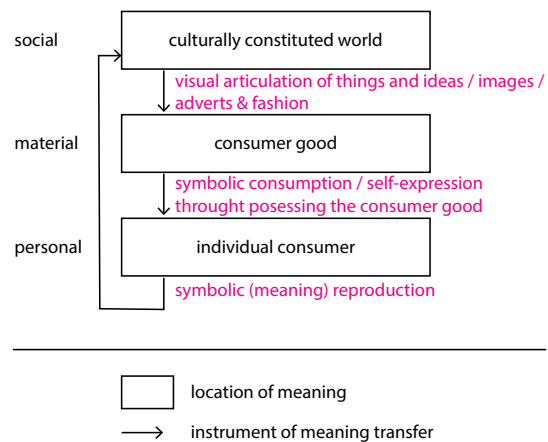 social
culturally constituted world
visual articulation of things and ideas / images /
adverts & fashion
material
consumer good
symbolic consumption / self-expression
throught posessing the consumer good
personal
individual consumer
symbolic (meaning) reproduction
location of meaning
instrument of meaning transfer